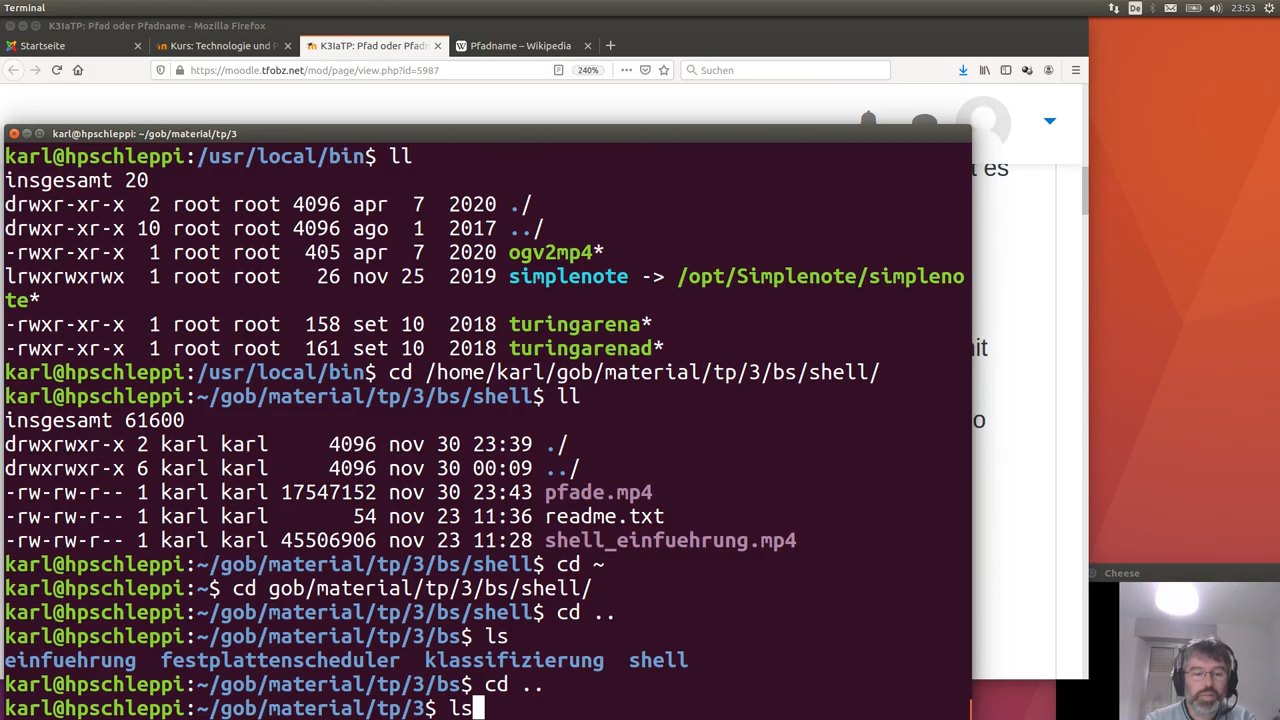 Terminal
De
23:53
K3IaTP: Pfad oder Pfadname - Mozilla Firefox
Startseite
Kurs: Technologie und P
K3IaTP: Pfad oder Pfadn
Pfadname – Wikipedia
https://moodle.tfobz.net/mod/page/view.php?id=5987
240%
Suchen
t es
karl@hpschleppi: ~/gob/material/tp/3
karl@hpschleppi:/usr/local/bin$ ll
insgesamt 20
drwxr-xr-x  2 root root 4096 apr  7  2020 ./
drwxr-xr-x 10 root root 4096 ago  1  2017 ../
-rwxr-xr-x  1 root root  405 apr  7  2020 ogv2mp4*
lrwxrwxrwx  1 root root   26 nov 25  2019 simplenote -> /opt/Simplenote/simpleno
te*
-rwxr-xr-x  1 root root  158 set 10  2018 turingarena*
-rwxr-xr-x  1 root root  161 set 10  2018 turingarenad*
nit
karl@hpschleppi:/usr/local/bin$ cd /home/karl/gob/material/tp/3/bs/shell/
karl@hpschleppi:~/gob/material/tp/3/bs/shell$ ll
insgesamt 61600
o
drwxrwxr-x 2 karl karl     4096 nov 30 23:39 ./
drwxrwxr-x 6 karl karl     4096 nov 30 00:09 ../
-rw-rw-r-- 1 karl karl 17547152 nov 30 23:43 pfade.mp4
-rw-rw-r-- 1 karl karl       54 nov 23 11:36 readme.txt
-rw-rw-r-- 1 karl karl 45506906 nov 23 11:28 shell_einfuehrung.mp4
karl@hpschleppi:~/gob/material/tp/3/bs/shell$ cd ~
Cheese
karl@hpschleppi:~$ cd gob/material/tp/3/bs/shell/
karl@hpschleppi:~/gob/material/tp/3/bs/shell$ cd ..
karl@hpschleppi:~/gob/material/tp/3/bs$ ls
einfuehrung  festplattenscheduler  klassifizierung  shell
karl@hpschleppi:~/gob/material/tp/3/bs$ cd ..
karl@hpschleppi:~/gob/material/tp/3$ ls